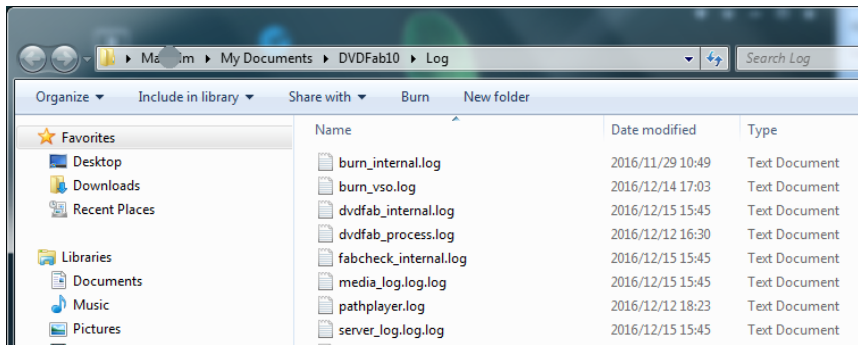 ▸ My Documents ▸ DVDFab10 ▸ Log
Search Log
Organize Include in library Share with Burn New folder
Favorites
Desktop
Downloads
Recent Places
Libraries
Documents
Music
Pictures
Name Date modified Type
burn_internal.log 2016/11/29 10:49 Text Document
burn_vso.log 2016/12/14 17:03 Text Document
dvdfab_internal.log 2016/12/15 15:45 Text Document
dvdfab_process.log 2016/12/12 16:30 Text Document
fabcheck_internal.log 2016/12/15 15:45 Text Document
media_log.log.log 2016/12/15 15:45 Text Document
pathplayer.log 2016/12/12 18:23 Text Document
server_log.log.log 2016/12/15 15:45 Text Document